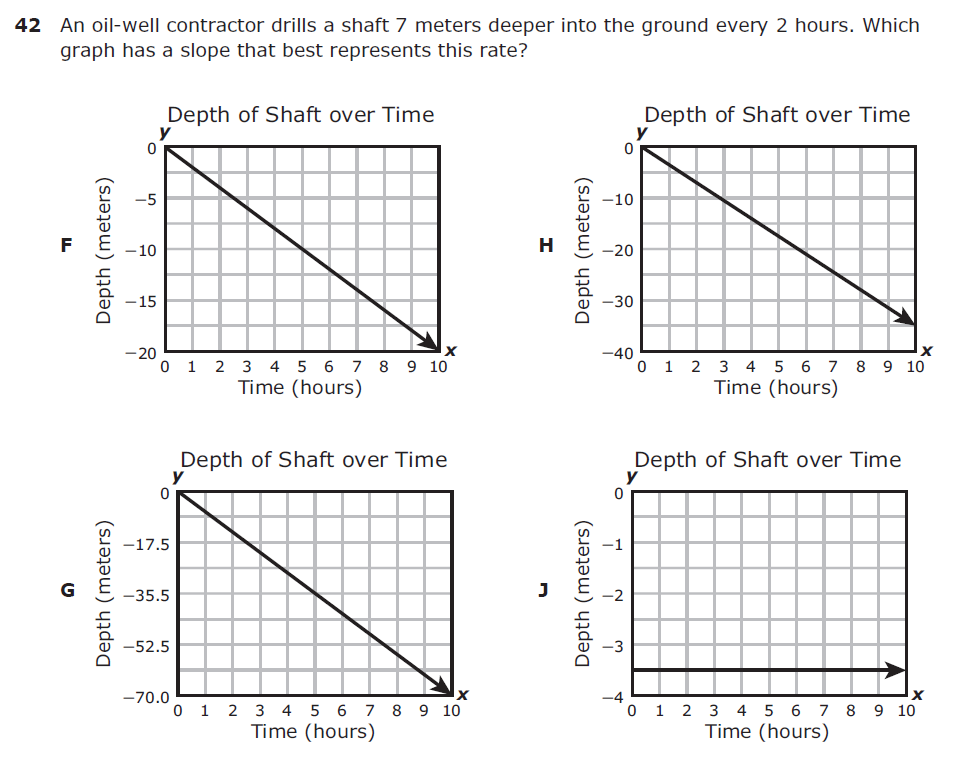 42 An oil-well contractor drills a shaft 7 meters deeper into the ground every 2 hours. Which
graph has a slope that best represents this rate?
Depth of Shaft over Time
y
0
−5
−10
−15
−20
Depth (meters)
F
0 1 2 3 4 5 6 7 8 9 10
x
Time (hours)
Depth of Shaft over Time
y
0
−10
−20
−30
−40
Depth (meters)
H
0 1 2 3 4 5 6 7 8 9 10
x
Time (hours)
Depth of Shaft over Time
y
0
−17.5
−35.5
−52.5
−70.0
Depth (meters)
G
0 1 2 3 4 5 6 7 8 9 10
x
Time (hours)
Depth of Shaft over Time
y
0
−1
−2
−3
−4
Depth (meters)
J
0 1 2 3 4 5 6 7 8 9 10
x
Time (hours)